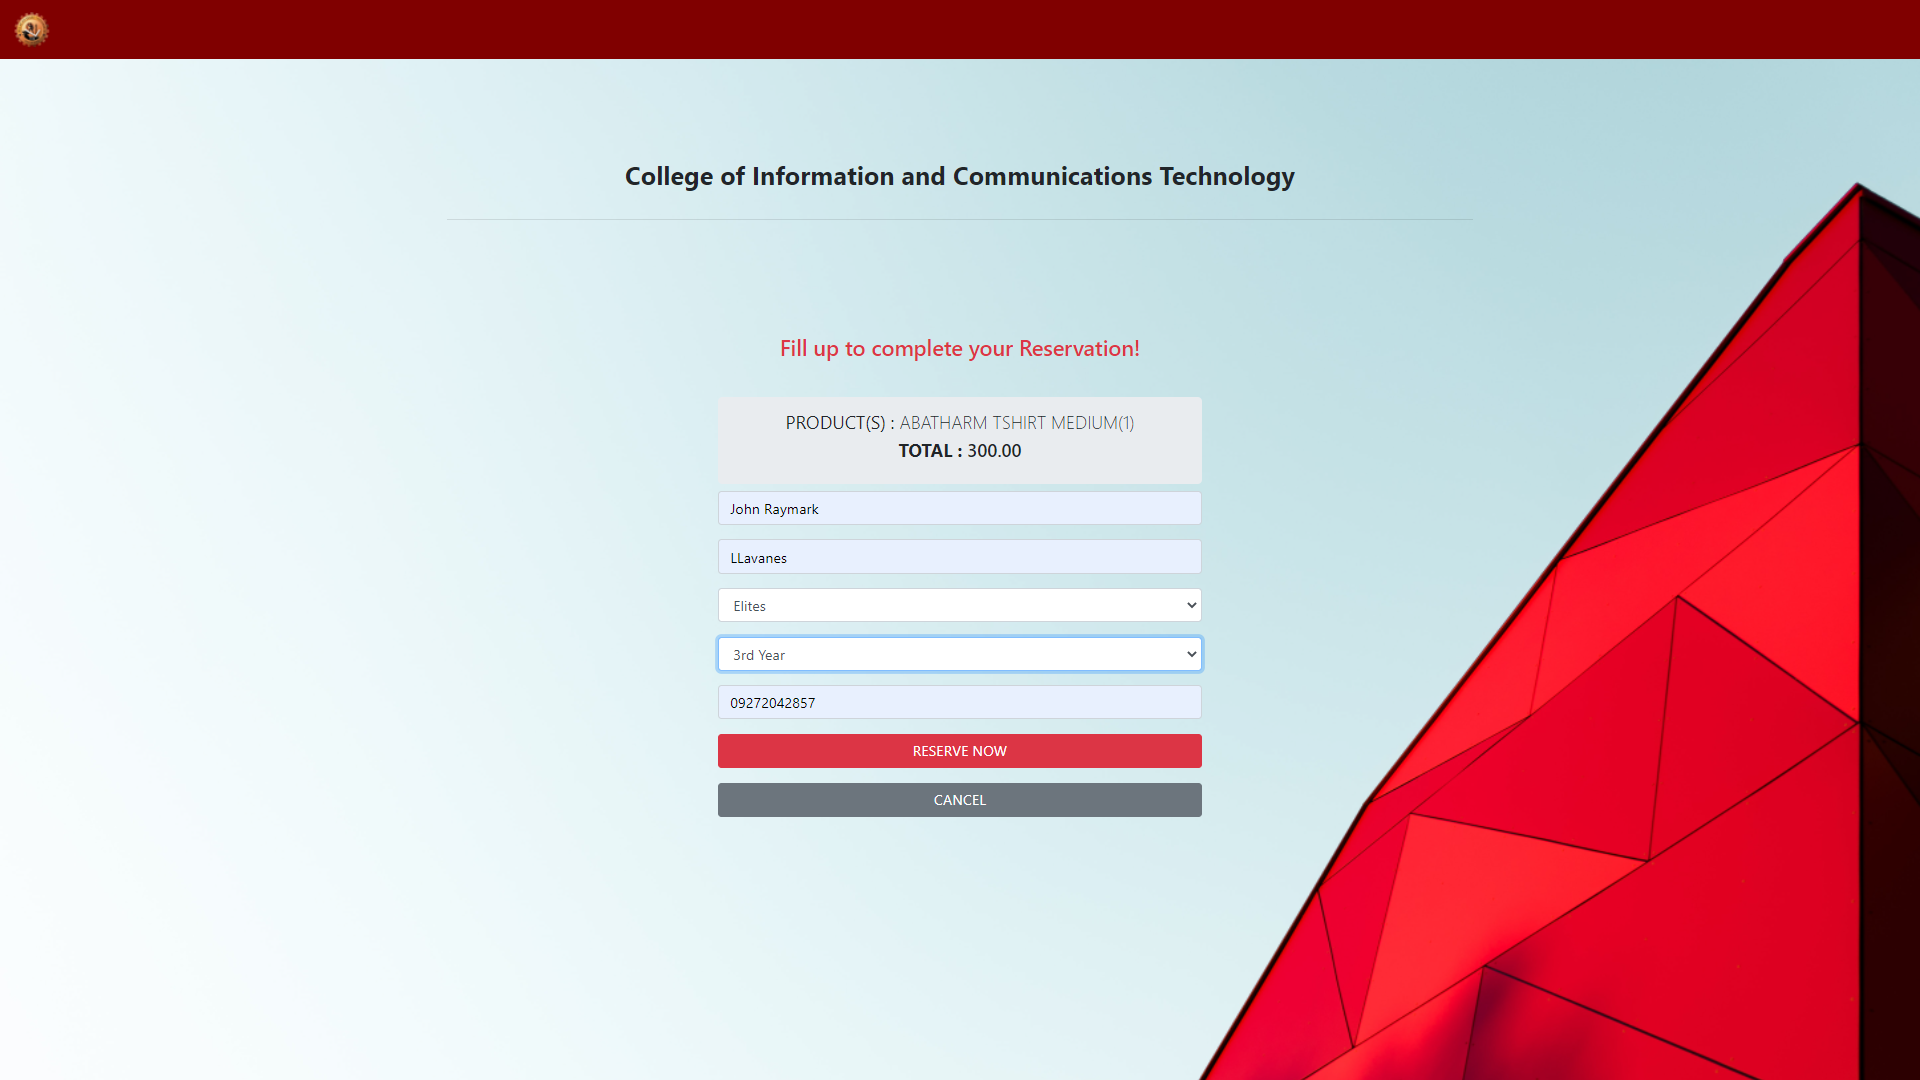 College of Information and Communications Technology
Fill up to complete your Reservation!
PRODUCT(S) : ABATHARM TSHIRT MEDIUM(1)
TOTAL : 300.00
John Raymark
LLavanes
Elites
3rd Year
09272042857
RESERVE NOW
CANCEL